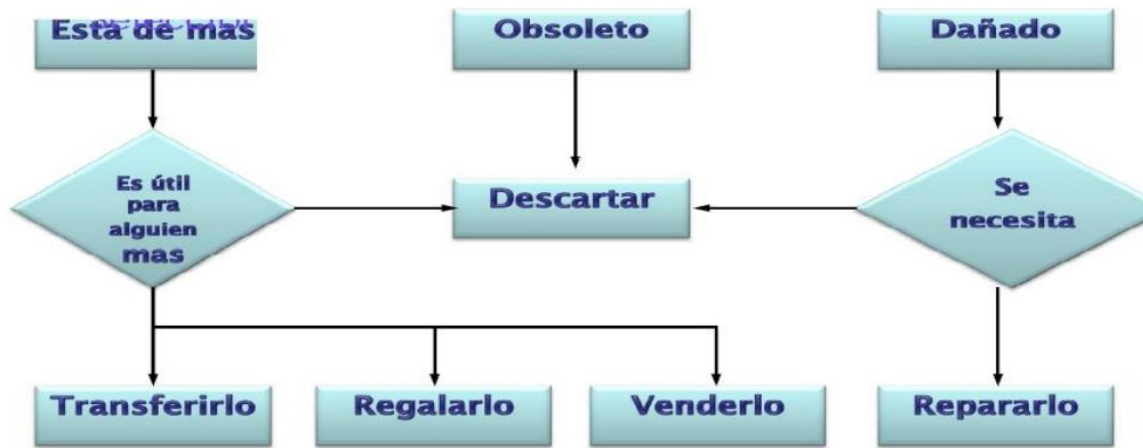 Esta de mas
Obsoleto
Dañado
Es útil
para
alguien
mas
Descartar
Se
necesita
Transferirlo
Regalarlo
Venderlo
Repararlo